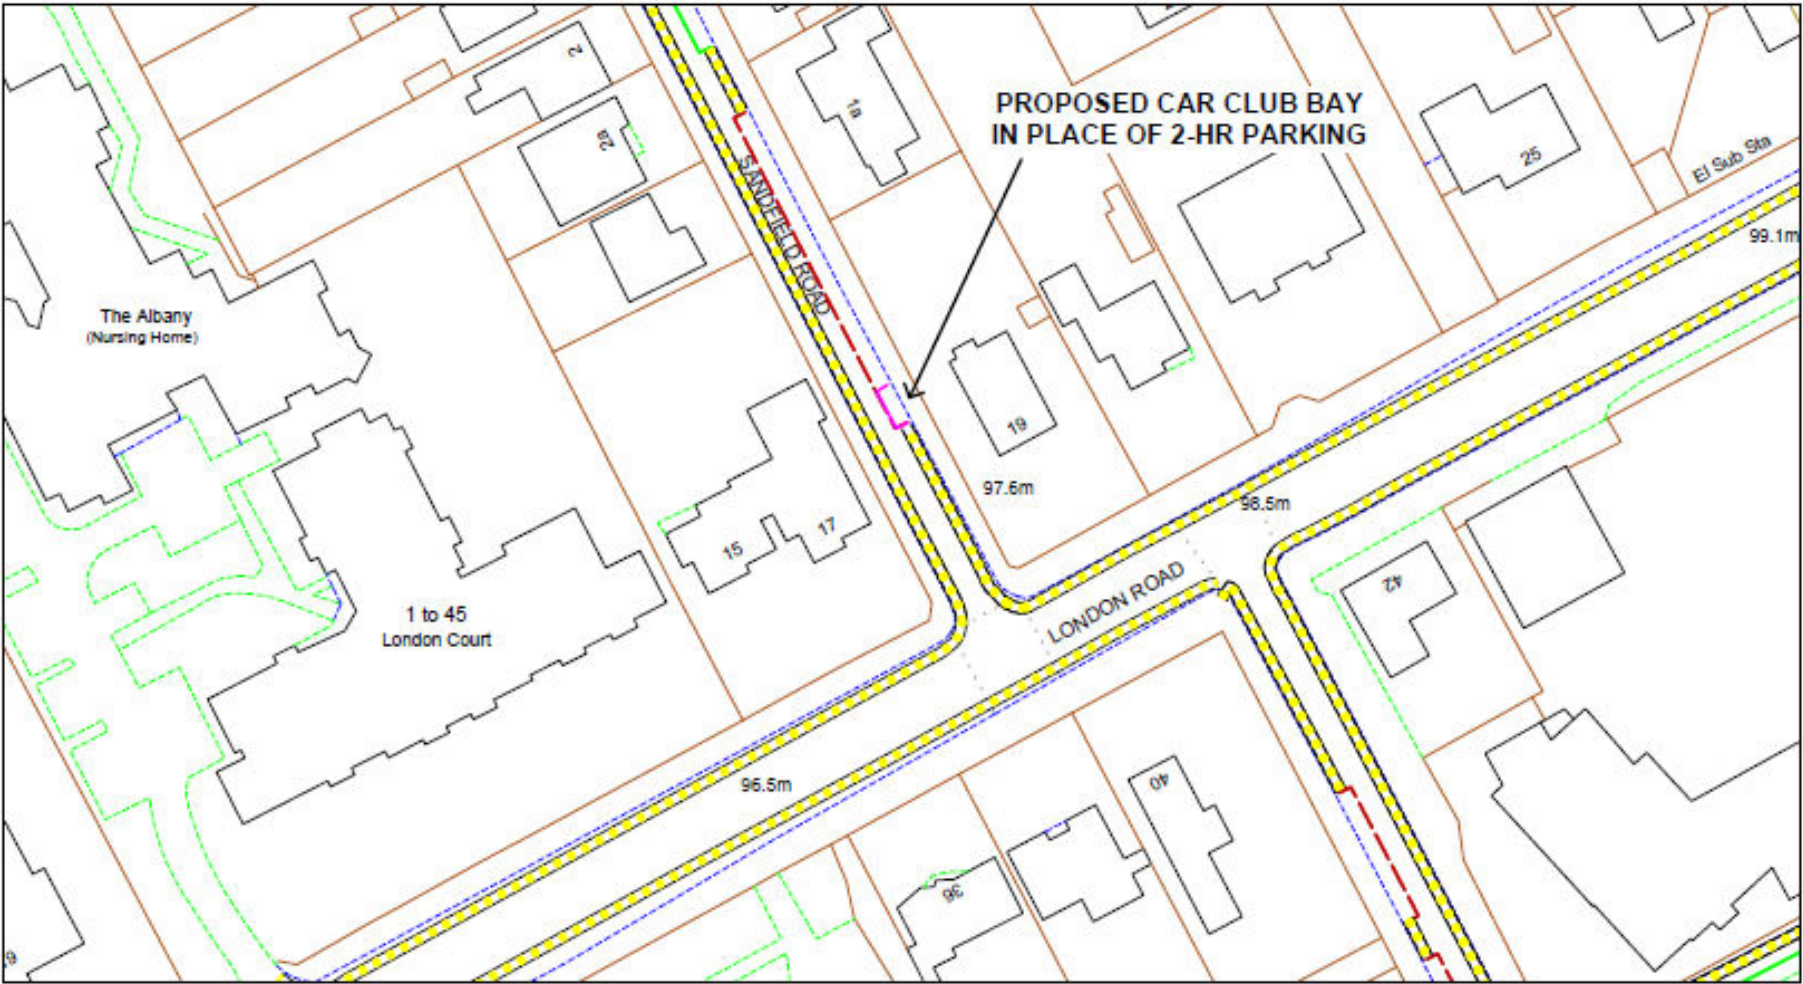 2
2a
1a
PROPOSED CAR CLUB BAY
IN PLACE OF 2-HR PARKING
25
El Sub Sta
99.1m
SANDFIELD ROAD
The Albany
(Nursing Home)
19
97.6m
98.5m
15
17
LONDON ROAD
42
1 to 45
London Court
96.5m
40
36